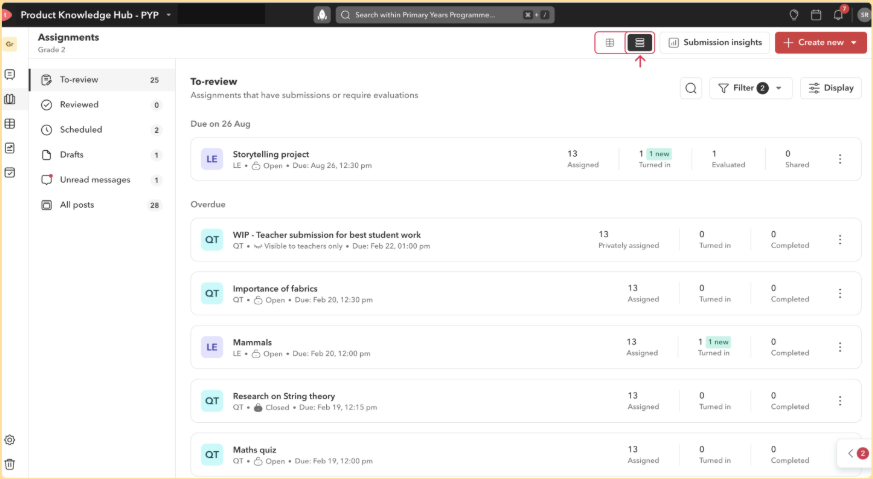 Product Knowledge Hub - PYP
Search within Primary Years Programme...
⌘ + /
7
SR
Gr
Assignments
Grade 2
Submission insights
Create new
To-review 25
Reviewed 0
Scheduled 2
Drafts 1
Unread messages 1
All posts 28
To-review
Assignments that have submissions or require evaluations
Filter 2
Display
Due on 26 Aug
LE
Storytelling project
LE • Open • Due: Aug 26, 12:30 pm
13
Assigned
1 1 new
Turned in
1
Evaluated
0
Shared
Overdue
QT
WIP - Teacher submission for best student work
QT • Visible to teachers only • Due: Feb 22, 01:00 pm
13
Privately assigned
0
Turned in
0
Completed
QT
Importance of fabrics
QT • Open • Due: Feb 20, 12:30 pm
13
Assigned
0
Turned in
0
Completed
LE
Mammals
LE • Open • Due: Feb 20, 12:00 pm
13
Assigned
1 1 new
Turned in
0
Completed
QT
Research on String theory
QT • Closed • Due: Feb 19, 12:15 pm
13
Assigned
0
Turned in
0
Completed
QT
Maths quiz
QT • Open • Due: Feb 19, 12:00 pm
13
Assigned
0
Turned in
0
Completed
2